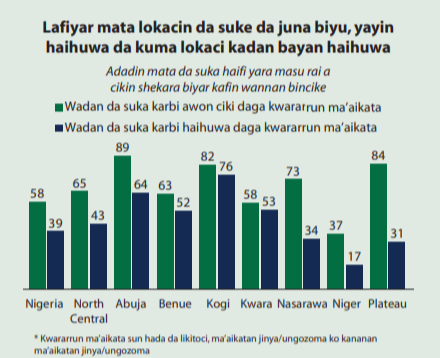 Lafiyar mata lokacin da suke da juna biyu, yayin
haihuwa da kuma lokaci kadan bayan haihuwa
Adadin mata da suka haifi yara masu rai a
cikin shekara biyar kafin wannan bincike
Wadan da suka karbi awon ciki daga kwararrun ma'aikata
Wadan da suka karbi haihuwa daga kwararrun ma'aikata
58 39 65 43 89 64 63 52 82 76 58 53 73 34 37 17 84 31
Nigeria North Central Abuja Benue Kogi Kwara Nasarawa Niger Plateau
* Kwararrun ma'aikata sun hada da likitoci, ma'aikatan jinya/ungozoma ko kananan
ma'aikatan jinya/ungozoma